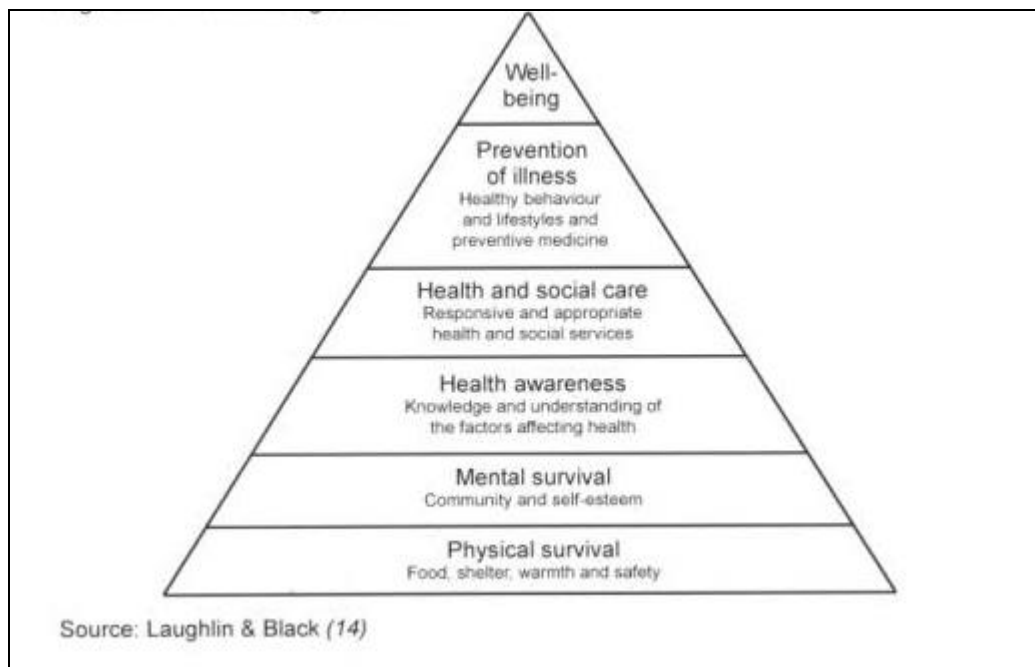 Well-
being
Prevention
of illness
Healthy behaviour
and lifestyles and
preventive medicine
Health and social care
Responsive and appropriate
health and social services
Health awareness
Knowledge and understanding of
the factors affecting health
Mental survival
Community and self-esteem
Physical survival
Food, shelter, warmth and safety
Source: Laughlin & Black (14)